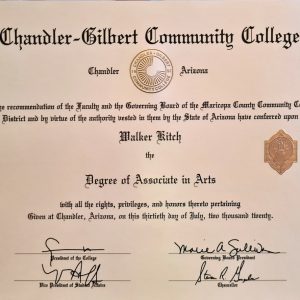 Chandler-Gilbert Community College
Chandler Arizona
he recommendation of the Faculty and the Governing Board of the Maricopa County Community Co
District and by virtue of the authority vested in them by the State of Arizona have conferred upon
Walker Kitch
the
Degree of Associate in Arts
with all the rights, privileges, and honors thereto pertaining
Given at Chandler, Arizona, on this thirtieth day of July, two thousand twenty.
President of the College
Governing Board President
Vice President of Student Affairs
Chancellor